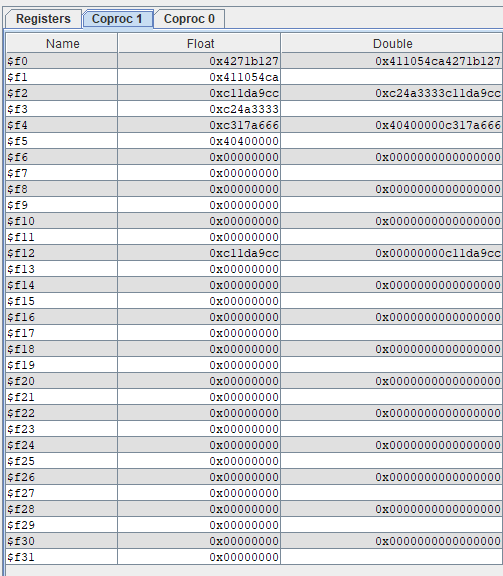 Registers Coproc 1 Coproc 0
Name Float Double
$f0 0x4271b127 0x411054ca4271b127
$f1 0x411054ca
$f2 0xc11da9cc 0xc24a3333c11da9cc
$f3 0xc24a3333
$f4 0xc317a666 0x40400000c317a666
$f5 0x40400000
$f6 0x00000000 0x0000000000000000
$f7 0x00000000
$f8 0x00000000 0x0000000000000000
$f9 0x00000000
$f10 0x00000000 0x0000000000000000
$f11 0x00000000
$f12 0xc11da9cc 0x00000000c11da9cc
$f13 0x00000000
$f14 0x00000000 0x0000000000000000
$f15 0x00000000
$f16 0x00000000 0x0000000000000000
$f17 0x00000000
$f18 0x00000000 0x0000000000000000
$f19 0x00000000
$f20 0x00000000 0x0000000000000000
$f21 0x00000000
$f22 0x00000000 0x0000000000000000
$f23 0x00000000
$f24 0x00000000 0x0000000000000000
$f25 0x00000000
$f26 0x00000000 0x0000000000000000
$f27 0x00000000
$f28 0x00000000 0x0000000000000000
$f29 0x00000000
$f30 0x00000000 0x0000000000000000
$f31 0x00000000